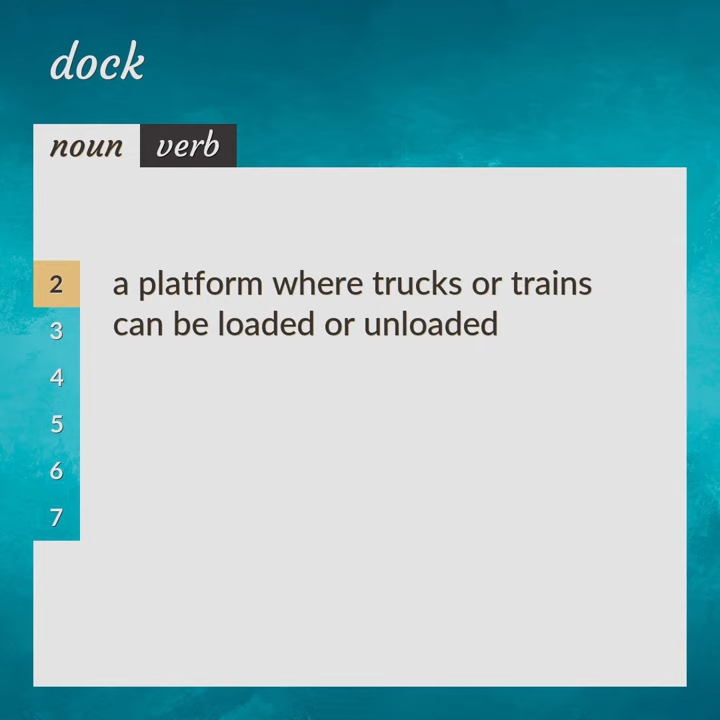 dock
noun verb
2 a platform where trucks or trains
can be loaded or unloaded
3
4
5
6
7